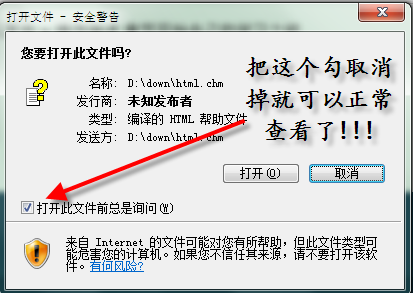 打开文件 - 安全警告
您要打开此文件吗?
名称: D:\down\html.chm
发行商: 未知发布者
类型: 编译的 HTML 帮助文件
发送方: D:\down\html.chm
把这个勾取消
掉就可以正常
查看了!!!
打开(O)
取消
打开此文件前总是询问(W)
来自 Internet 的文件可能对您有所帮助，但此文件类型可
能危害您的计算机。如果您不信任其来源，请不要打开该软
件。有何风险?